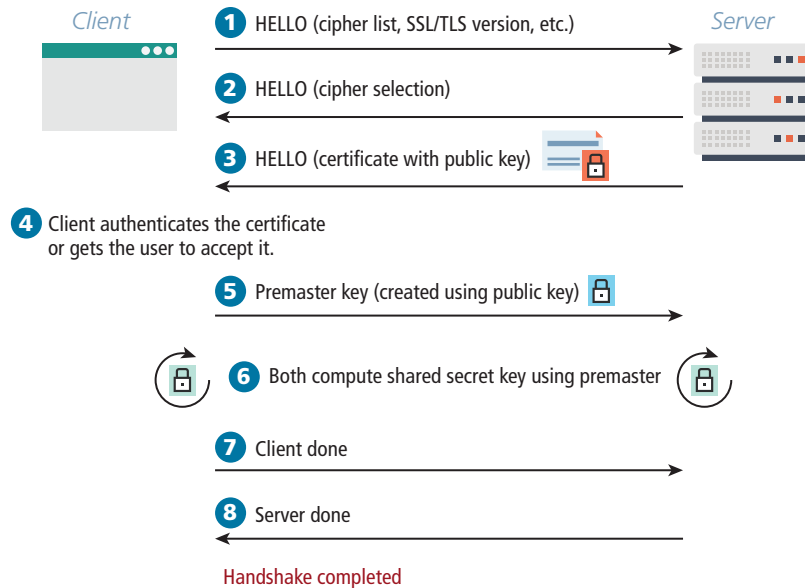 Client
Server
1 HELLO (cipher list, SSL/TLS version, etc.)
2 HELLO (cipher selection)
3 HELLO (certificate with public key)
4 Client authenticates the certificate
or gets the user to accept it.
5 Premaster key (created using public key)
6 Both compute shared secret key using premaster
7 Client done
8 Server done
Handshake completed